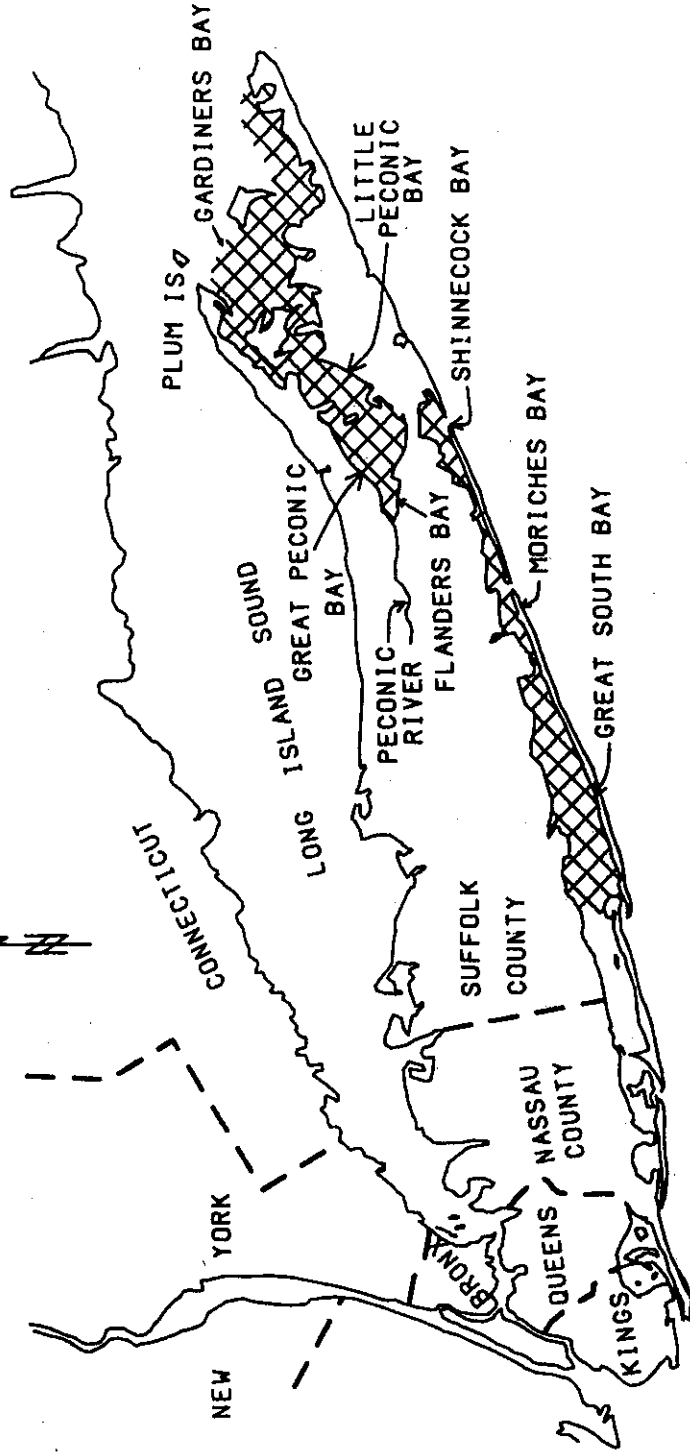 GARDINERS BAY
PLUM IS
LITTLE
PECONIC
BAY
SHINNECOCK BAY
MORICHES BAY
GREAT SOUTH BAY
LONG ISLAND SOUND
GREAT PECONIC
BAY
PECONIC
RIVER
FLANDERS BAY
CONNECTICUT
N
SUFFOLK
COUNTY
NASSAU
COUNTY
NEW YORK
BRONX
QUEENS
KINGS